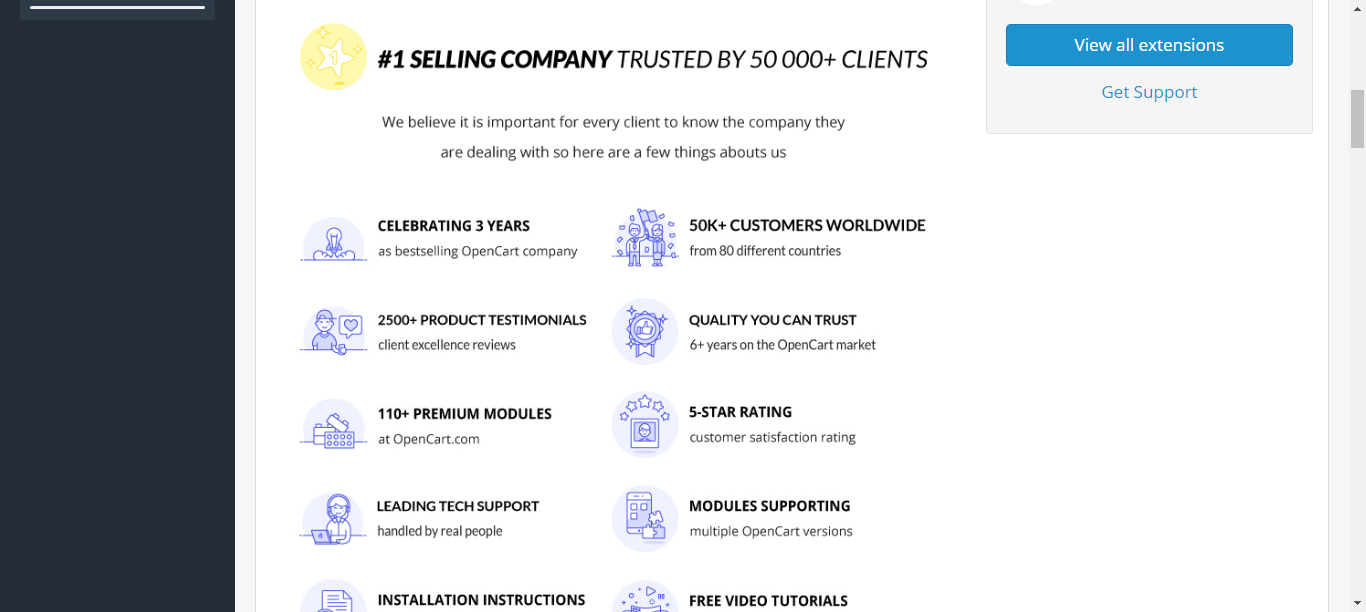 #1 SELLING COMPANY TRUSTED BY 50 000+ CLIENTS
We believe it is important for every client to know the company they
are dealing with so here are a few things abouts us
CELEBRATING 3 YEARS
as bestselling OpenCart company
50K+ CUSTOMERS WORLDWIDE
from 80 different countries
2500+ PRODUCT TESTIMONIALS
client excellence reviews
QUALITY YOU CAN TRUST
6+ years on the OpenCart market
110+ PREMIUM MODULES
at OpenCart.com
5-STAR RATING
customer satisfaction rating
LEADING TECH SUPPORT
handled by real people
MODULES SUPPORTING
multiple OpenCart versions
INSTALLATION INSTRUCTIONS
FREE VIDEO TUTORIALS
View all extensions
Get Support